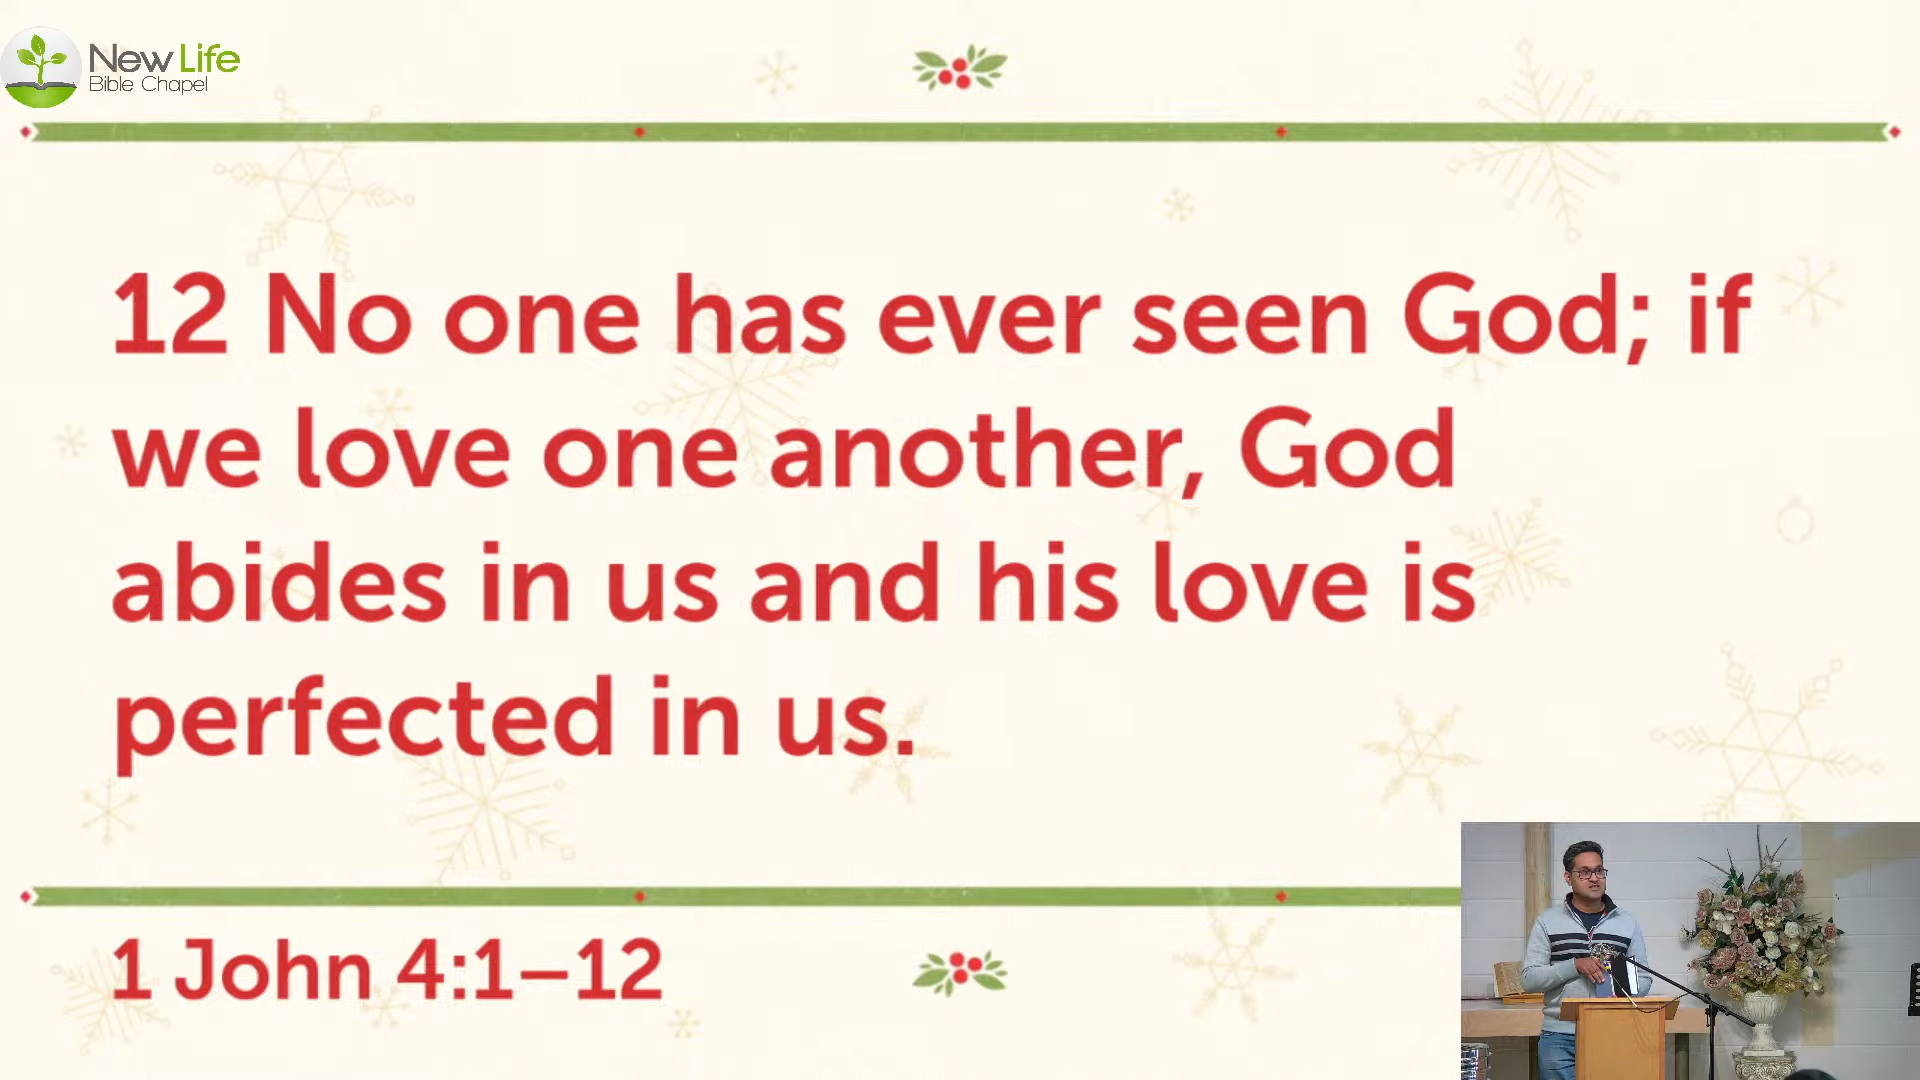 New Life
Bible Chapel
12 No one has ever seen God; if
we love one another, God
abides in us and his love is
perfected in us.
1 John 4:1–12